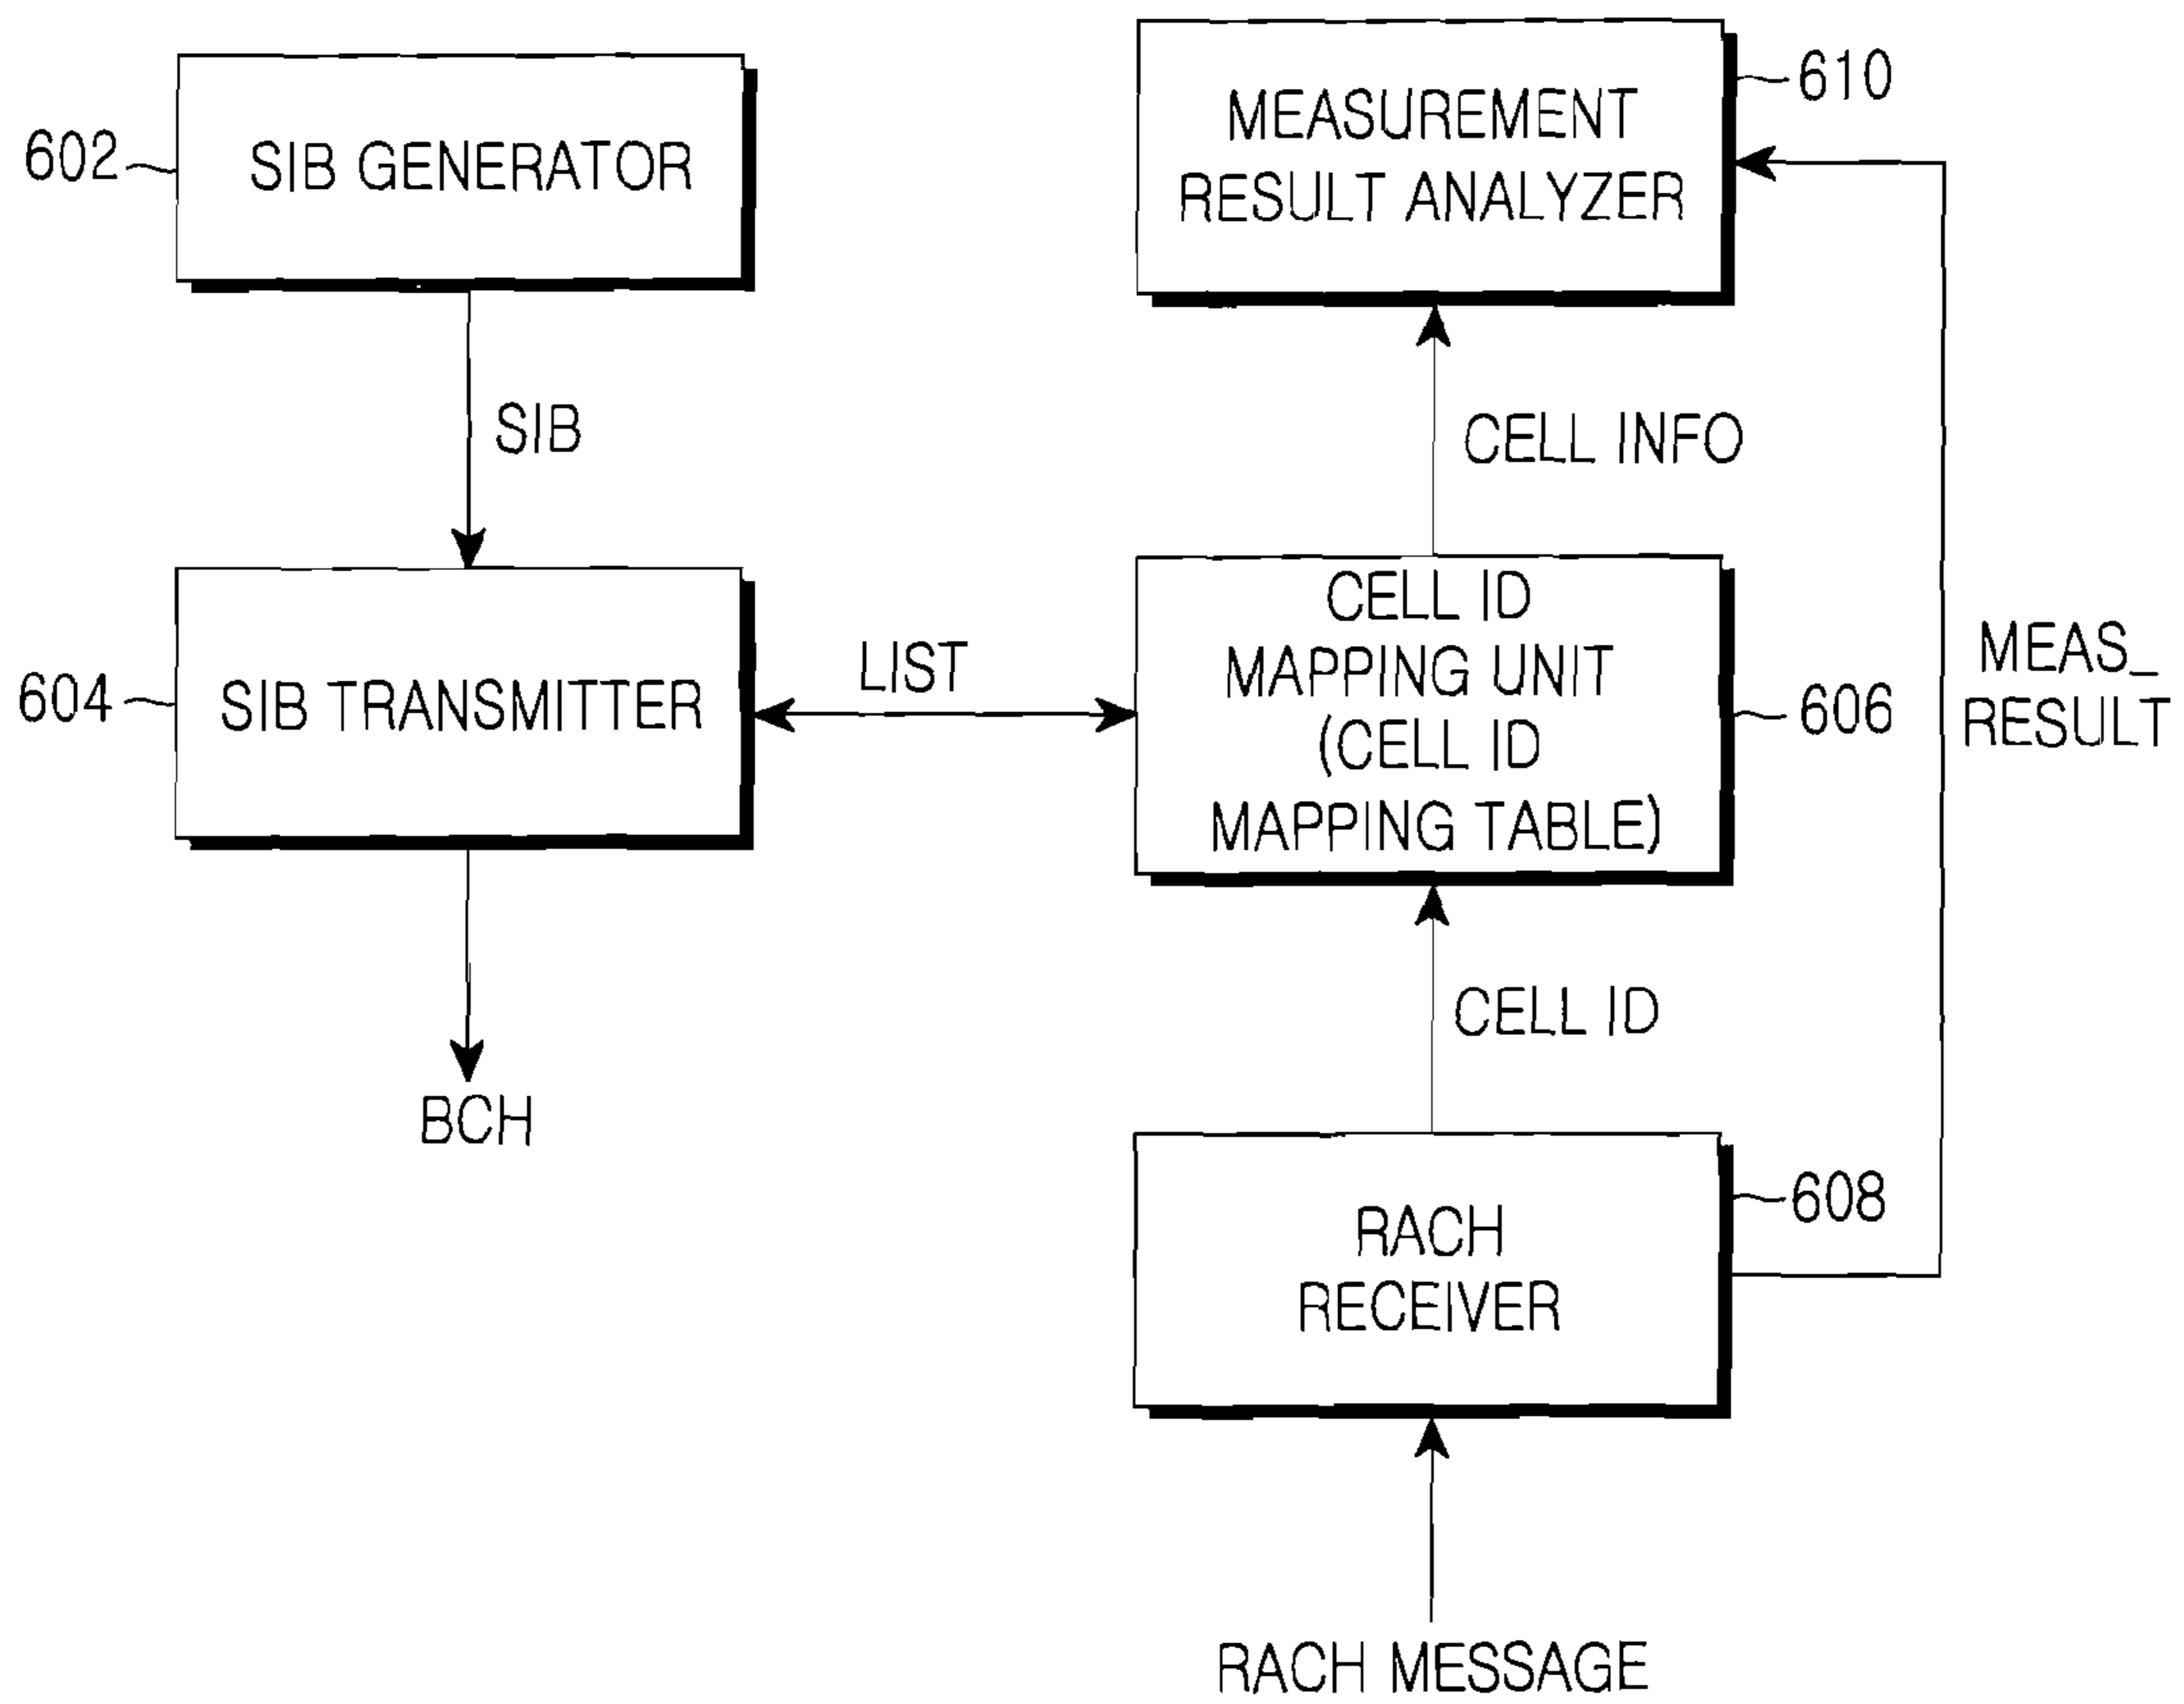 602
SIB GENERATOR
SIB
604
SIB TRANSMITTER
BCH
LIST
MEASUREMENT
RESULT ANALYZER
610
CELL INFO
CELL ID
MAPPING UNIT
(CELL ID
MAPPING TABLE)
606
MEAS_
RESULT
CELL ID
RACH
RECEIVER
608
RACH MESSAGE